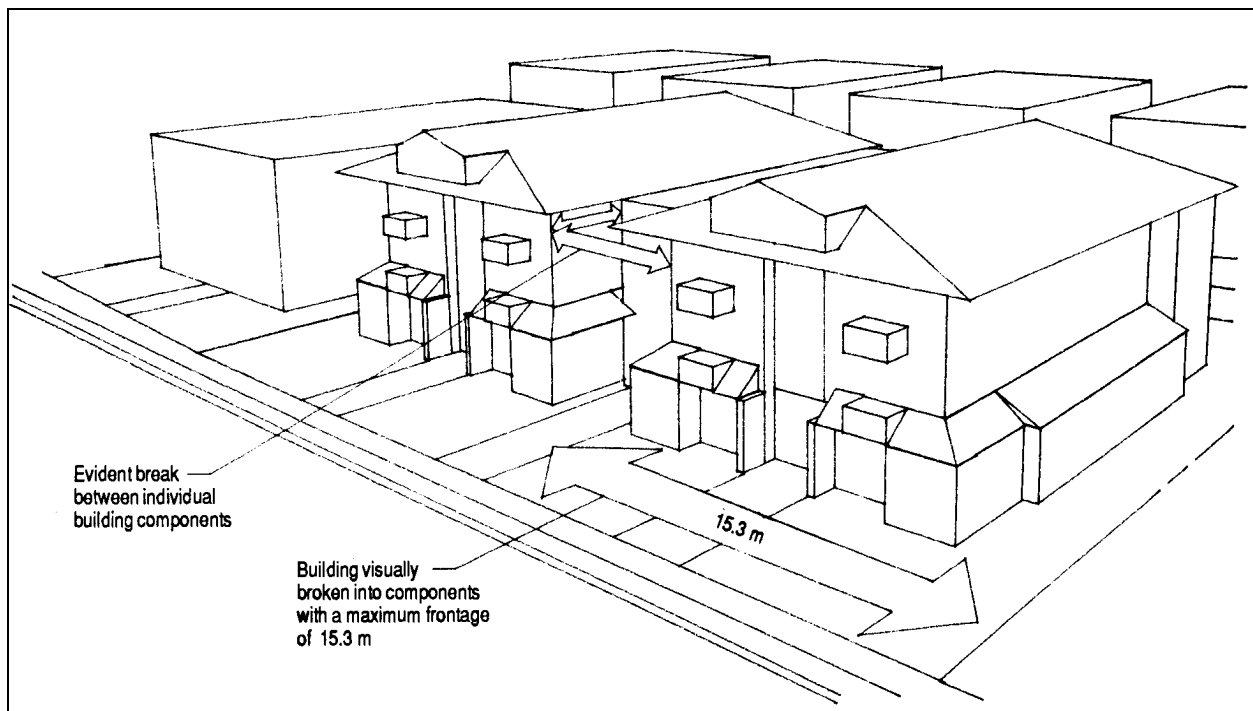 Evident break
between individual
building components
15.3 m
Building visually
broken into components
with a maximum frontage
of 15.3 m